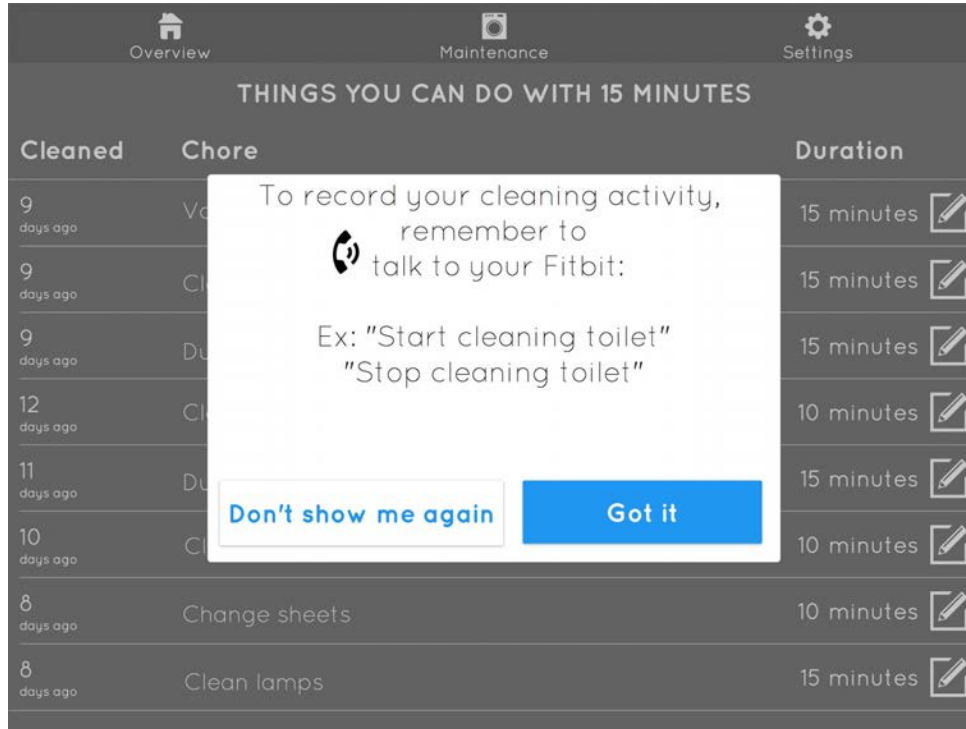 Overview Maintenance Settings
THINGS YOU CAN DO WITH 15 MINUTES
Cleaned Chore Duration
9 15 minutes
days ago
9 15 minutes
days ago
9 15 minutes
days ago
12 10 minutes
days ago
11 15 minutes
days ago
10 10 minutes
days ago
8 Change sheets 10 minutes
days ago
8 Clean lamps 15 minutes
days ago
To record your cleaning activity,
remember to
talk to your Fitbit:
Ex: "Start cleaning toilet"
"Stop cleaning toilet"
Don't show me again Got it